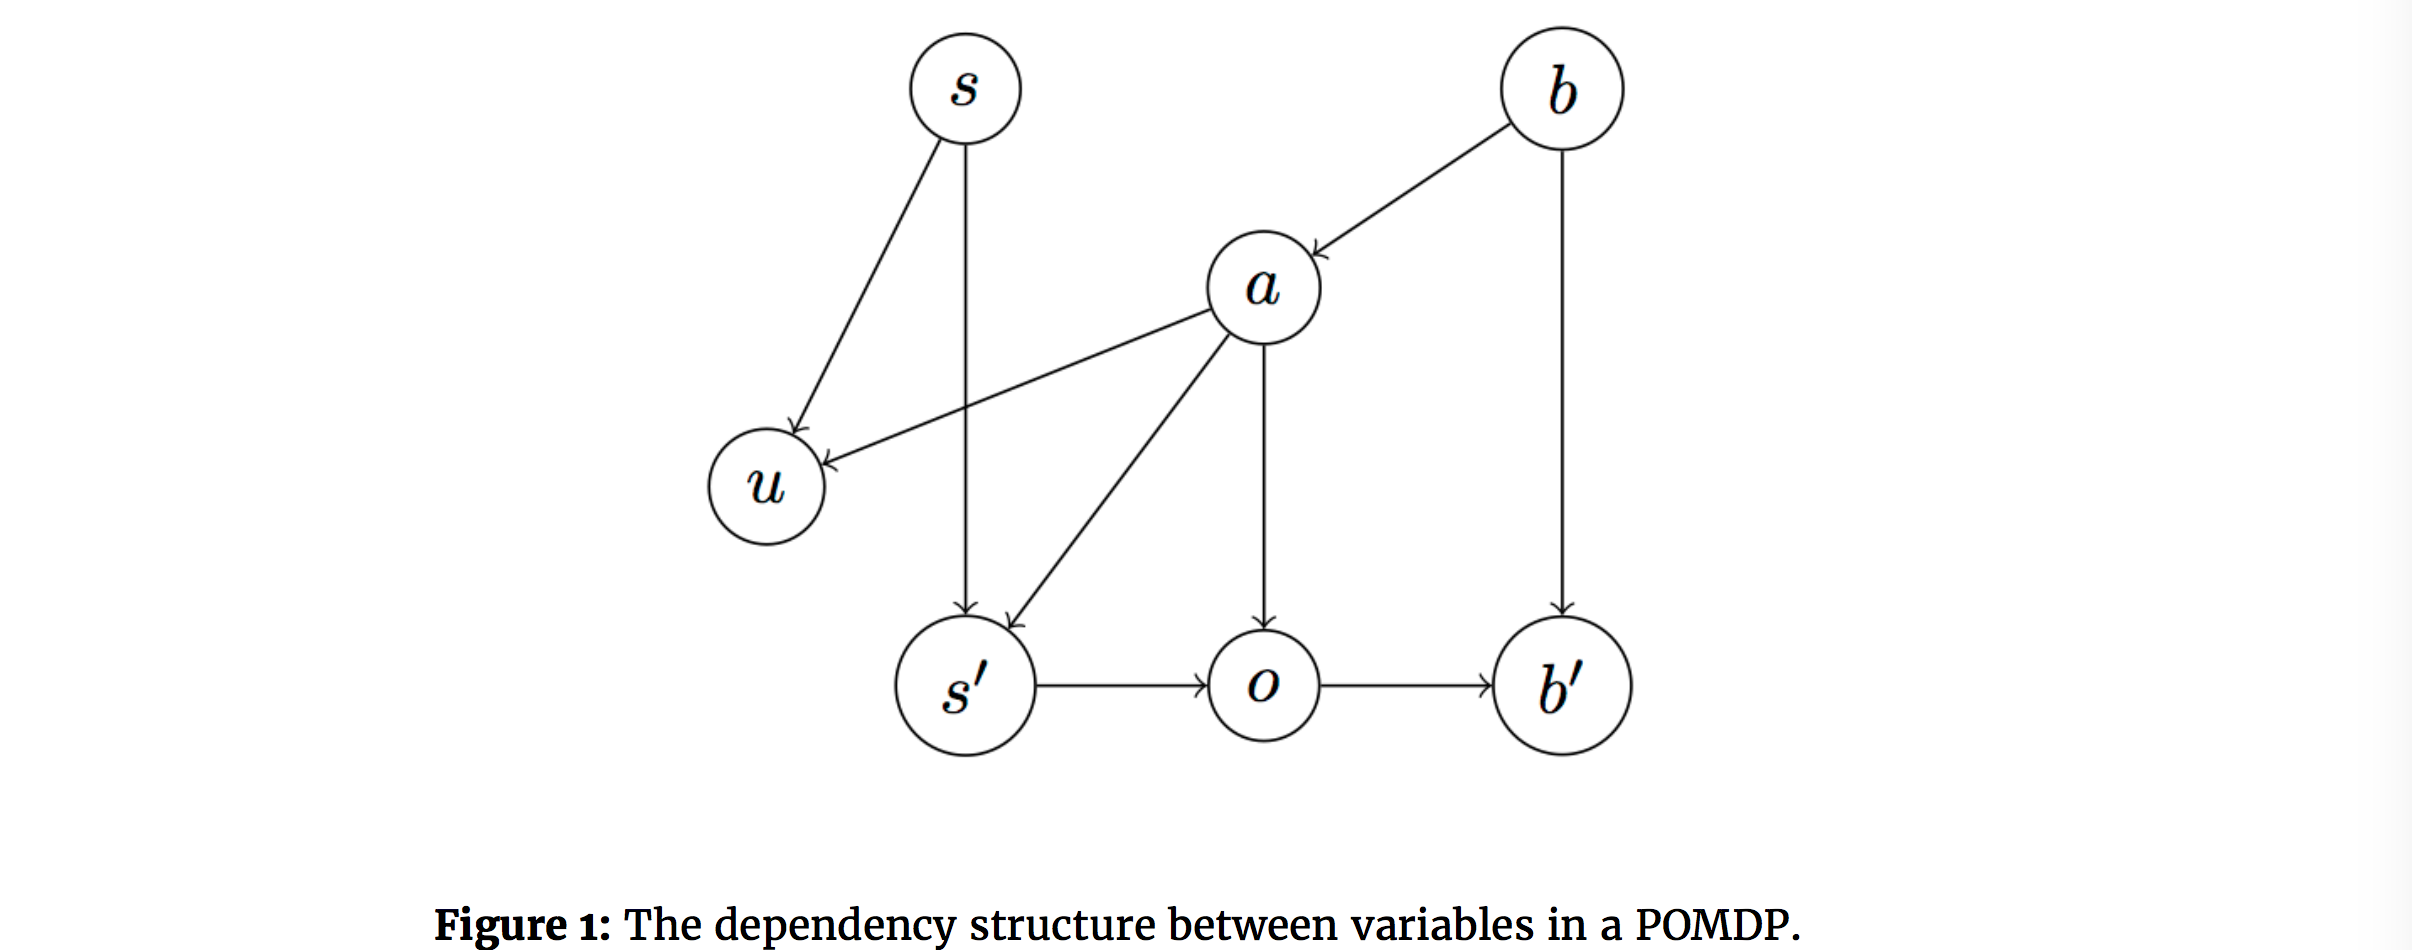 s
b
a
u
s′
o
b′
Figure 1: The dependency structure between variables in a POMDP.